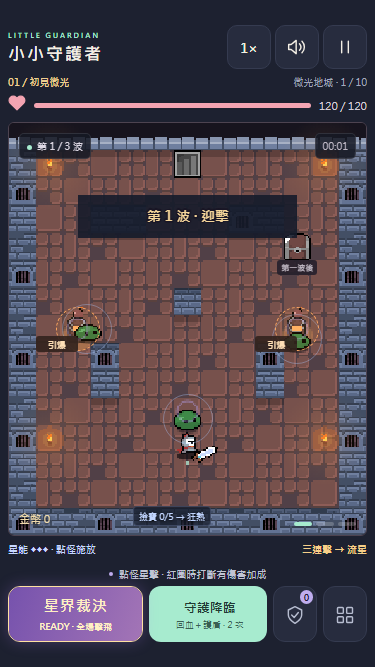 LITTLE GUARDIAN
小小守護者
1×
01 / 初見微光
微光地城 · 1 / 10
120 / 120
第 1 / 3 波
00:01
第 1 波 · 迎擊
第一波後
引爆
引爆
金幣 0
撿寶 0/5 → 狂熱
星能 ◆◆◆ · 點怪施放
三連擊 → 流星
• 點怪星擊 · 紅圈時打斷有傷害加成
星界裁決
READY · 全場擊飛
守護降臨
回血 + 護盾 · 2 次
0